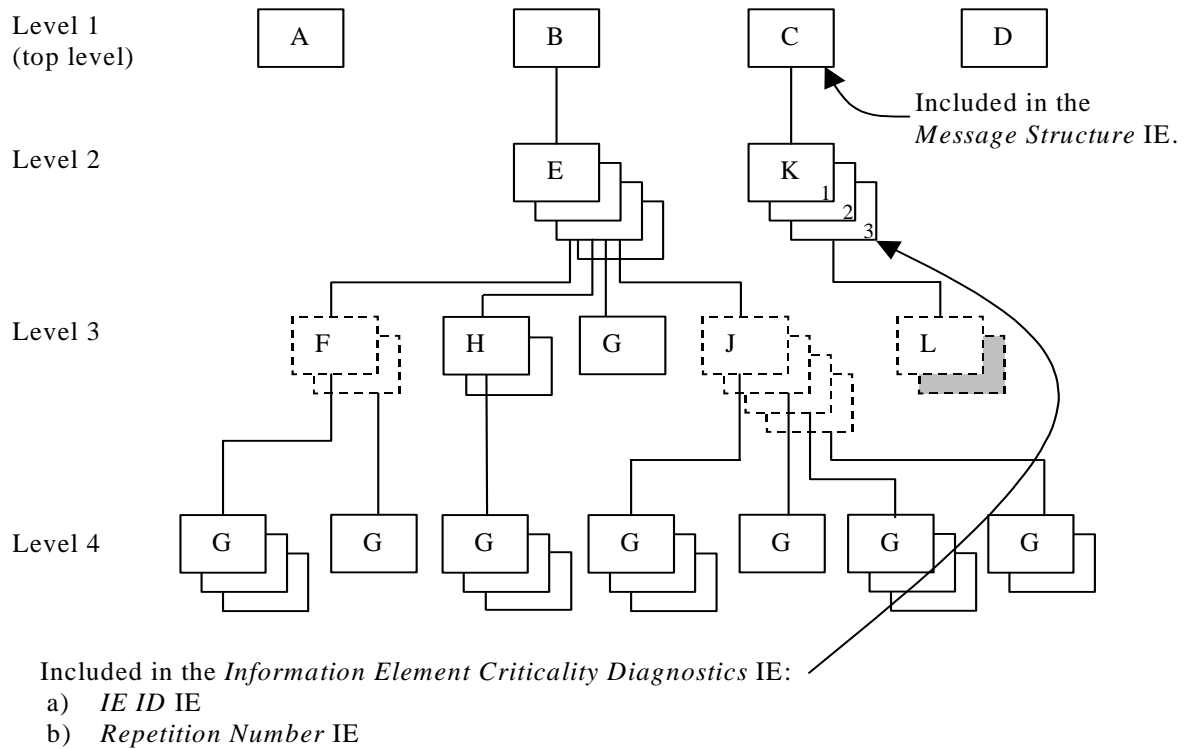 Level 1
(top level)
A
B
C
D
Included in the
Message Structure IE.
Level 2
E
K
1
2
3
Level 3
F
H
G
J
L
Level 4
G
G
G
G
G
G
G
Included in the Information Element Criticality Diagnostics IE:
a) IE ID IE
b) Repetition Number IE